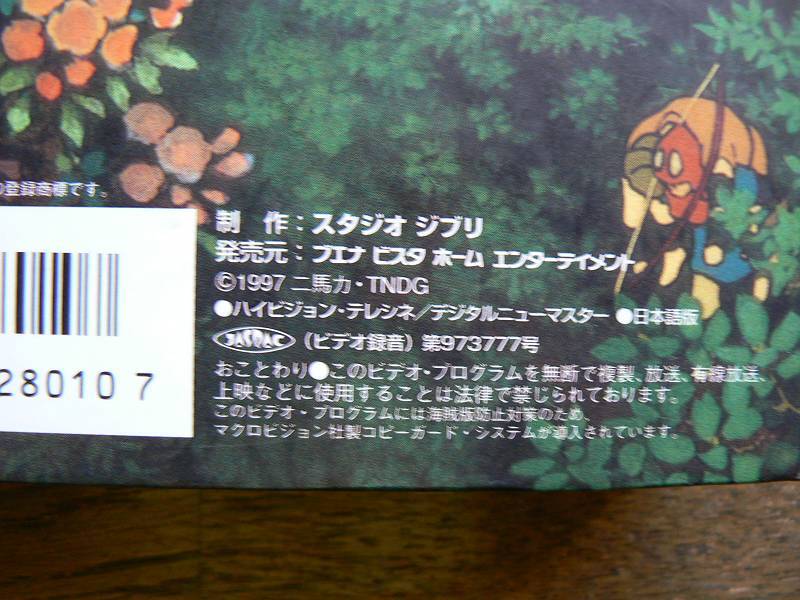 の登録商標です。
制　作：スタジオ ジブリ
発売元：ブエナ ビスタ ホーム エンターテイメント
©1997 二馬力・TNDG
●ハイビジョン・テレシネ／デジタルニューマスター ●日本語版
JASRAC (ビデオ録音) 第973777号
28010 7
おことわり●このビデオ・プログラムを無断で複製、放送、有線放送、
上映などに使用することは法律で禁じられております。
このビデオ・プログラムには海賊版防止対策のため、
マクロビジョン社製コピーガード・システムが導入されています。